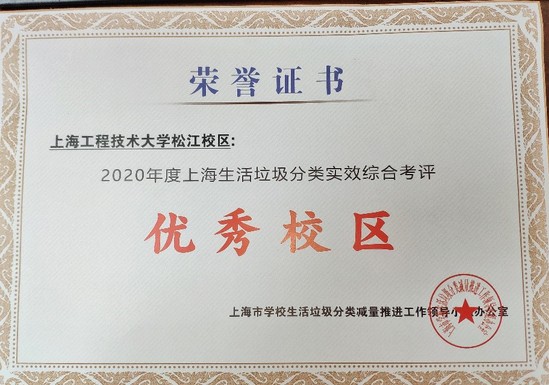 荣誉证书
上海工程技术大学松江校区:
2020年度上海生活垃圾分类实效综合考评
优秀校区
上海市学校生活垃圾分类减量推进工作领导小 办公室